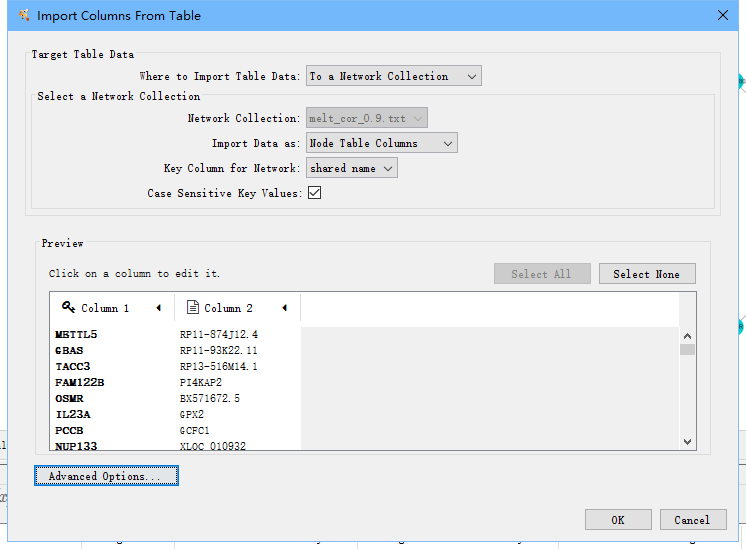 Import Columns From Table
Target Table Data
Where to Import Table Data: To a Network Collection
Select a Network Collection
Network Collection: melt_cor_0.9.txt
Import Data as: Node Table Columns
Key Column for Network: shared name
Case Sensitive Key Values:
Preview
Click on a column to edit it.
Select All
Select None
Column 1 Column 2
METTL5 RP11-874J12.4
GBAS RP11-93K22.11
TACC3 RP13-516M14.1
FAM122B PI4KAP2
OSMR BX571672.5
IL23A GPX2
PCCB GCFC1
NUP133 XLOC_010932
Advanced Options...
OK
Cancel